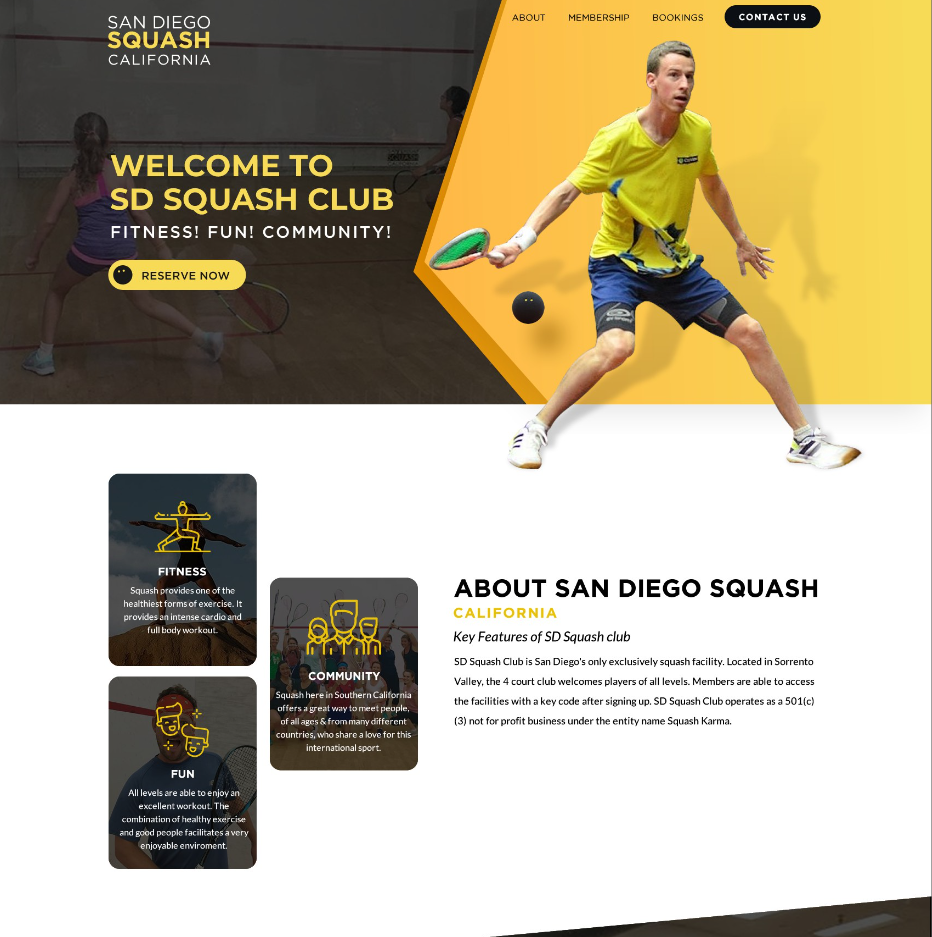 SAN DIEGO
SQUASH
CALIFORNIA
ABOUT MEMBERSHIP BOOKINGS CONTACT US
WELCOME TO
SD SQUASH CLUB
FITNESS! FUN! COMMUNITY!
RESERVE NOW
FITNESS
Squash provides one of the
healthiest forms of exercise. It
provides an intense cardio and
full body workout.
COMMUNITY
Squash here in Southern California
offers a great way to meet people,
of all ages & from many different
countries, who share a love for this
international sport.
FUN
All levels are able to enjoy an
excellent workout. The
combination of healthy exercise
and good people facilitates a very
enjoyable enviroment.
ABOUT SAN DIEGO SQUASH
CALIFORNIA
Key Features of SD Squash club
SD Squash Club is San Diego's only exclusively squash facility. Located in Sorrento
Valley, the 4 court club welcomes players of all levels. Members are able to access
the facilities with a key code after signing up. SD Squash Club operates as a 501(c)
(3) not for profit business under the entity name Squash Karma.